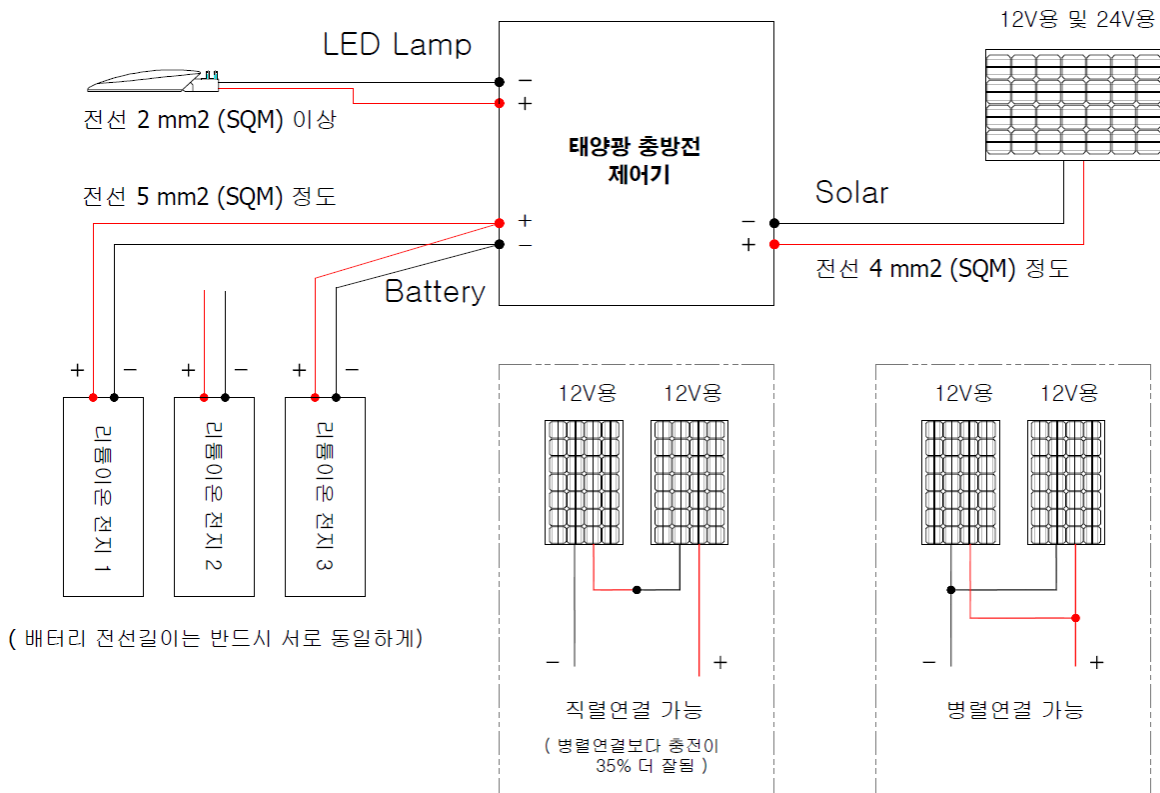 12V용 및 24V용
LED Lamp
−
+
전선 2 mm2 (SQM) 이상
태양광 충방전
제어기
전선 5 mm2 (SQM) 정도
+
−
Solar
−
+
전선 4 mm2 (SQM) 정도
Battery
+ −
+ −
+ −
리튬이온 전지 1
리튬이온 전지 2
리튬이온 전지 3
( 배터리 전선길이는 반드시 서로 동일하게)
12V용 12V용
− +
직렬연결 가능
( 병렬연결보다 충전이
35% 더 잘됨 )
12V용 12V용
− +
병렬연결 가능